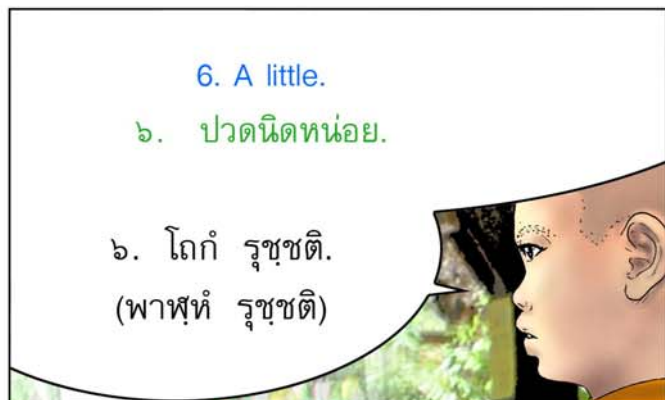 6. A little.
๖. ปวดนิดหน่อย.
๖. โถกํ รุชฺชติ.
(พาฬฺหํ รุชฺชติ)